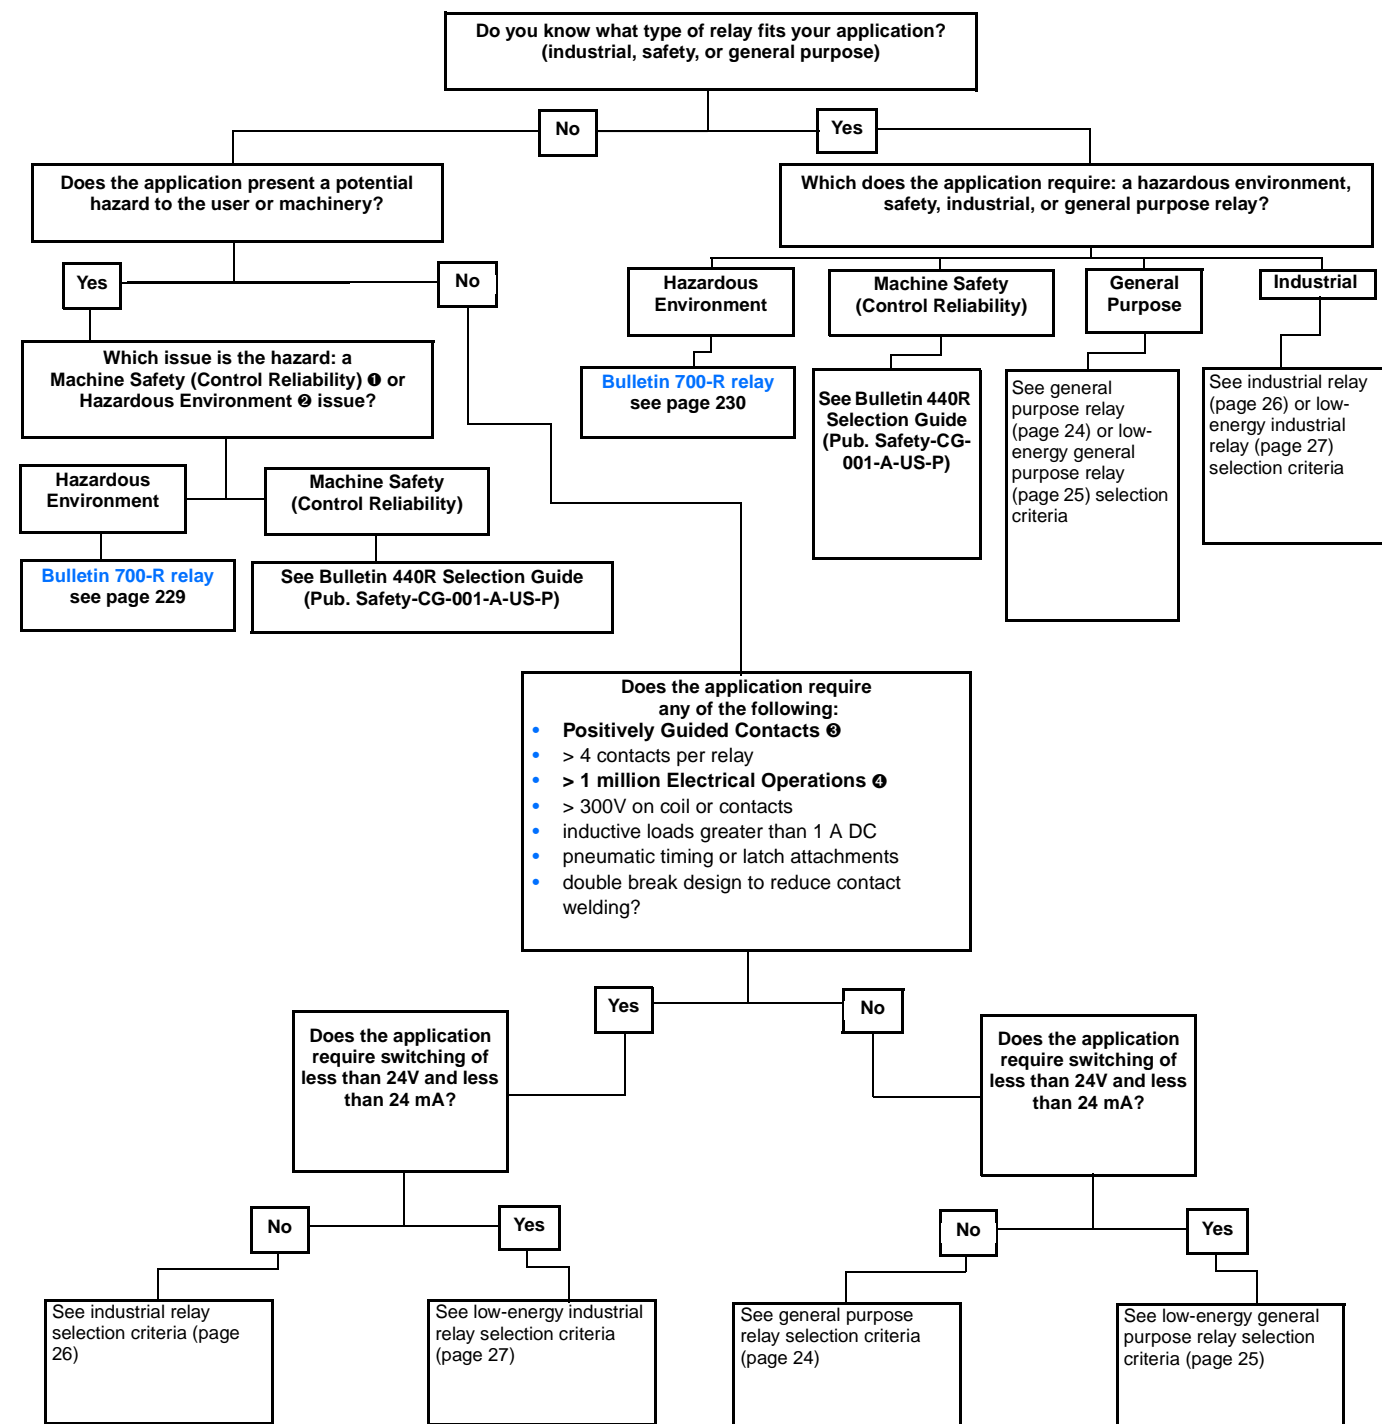 Do you know what type of relay fits your application?
(industrial, safety, or general purpose)
No
Yes
Does the application present a potential
hazard to the user or machinery?
Which does the application require: a hazardous environment,
safety, industrial, or general purpose relay?
Yes
No
Hazardous
Environment
Machine Safety
(Control Reliability)
General
Purpose
Industrial
Which issue is the hazard: a
Machine Safety (Control Reliability) ❶ or
Hazardous Environment ❷ issue?
Bulletin 700-R relay
see page 230
See Bulletin 440R
Selection Guide
(Pub. Safety-CG-
001-A-US-P)
See general
purpose relay
(page 24) or low-
energy general
purpose relay
(page 25) selection
criteria
See industrial relay
(page 26) or low-
energy industrial
relay (page 27)
selection criteria
Hazardous
Environment
Machine Safety
(Control Reliability)
Bulletin 700-R relay
see page 229
See Bulletin 440R Selection Guide
(Pub. Safety-CG-001-A-US-P)
Does the application require
any of the following:
• Positively Guided Contacts ❸
• > 4 contacts per relay
• > 1 million Electrical Operations ❹
• > 300V on coil or contacts
• inductive loads greater than 1 A DC
• pneumatic timing or latch attachments
• double break design to reduce contact
welding?
Yes
No
Does the application
require switching of
less than 24V and less
than 24 mA?
Does the application
require switching of
less than 24V and less
than 24 mA?
No
Yes
No
Yes
See industrial relay
selection criteria (page
26)
See low-energy industrial
relay selection criteria
(page 27)
See general purpose
relay selection criteria
(page 24)
See low-energy general
purpose relay selection
criteria (page 25)